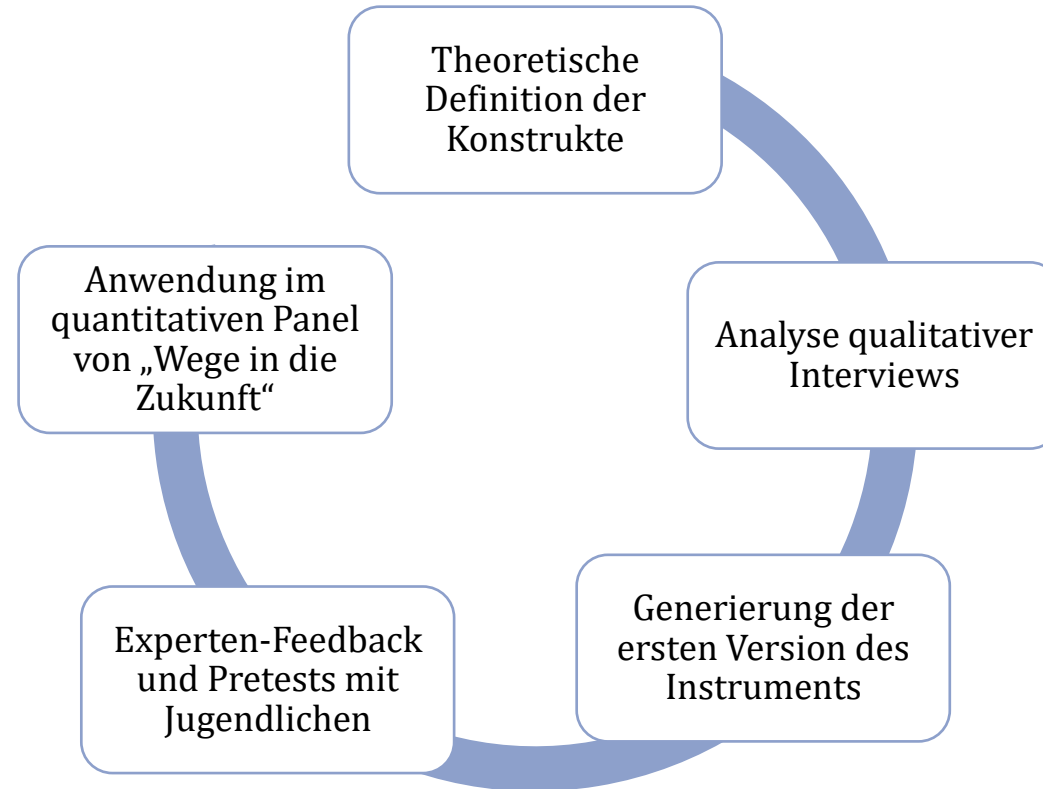 Theoretische
Definition der
Konstrukte
Analyse qualitativer
Interviews
Generierung der
ersten Version des
Instruments
Experten-Feedback
und Pretests mit
Jugendlichen
Anwendung im
quantitativen Panel
von „Wege in die
Zukunft“